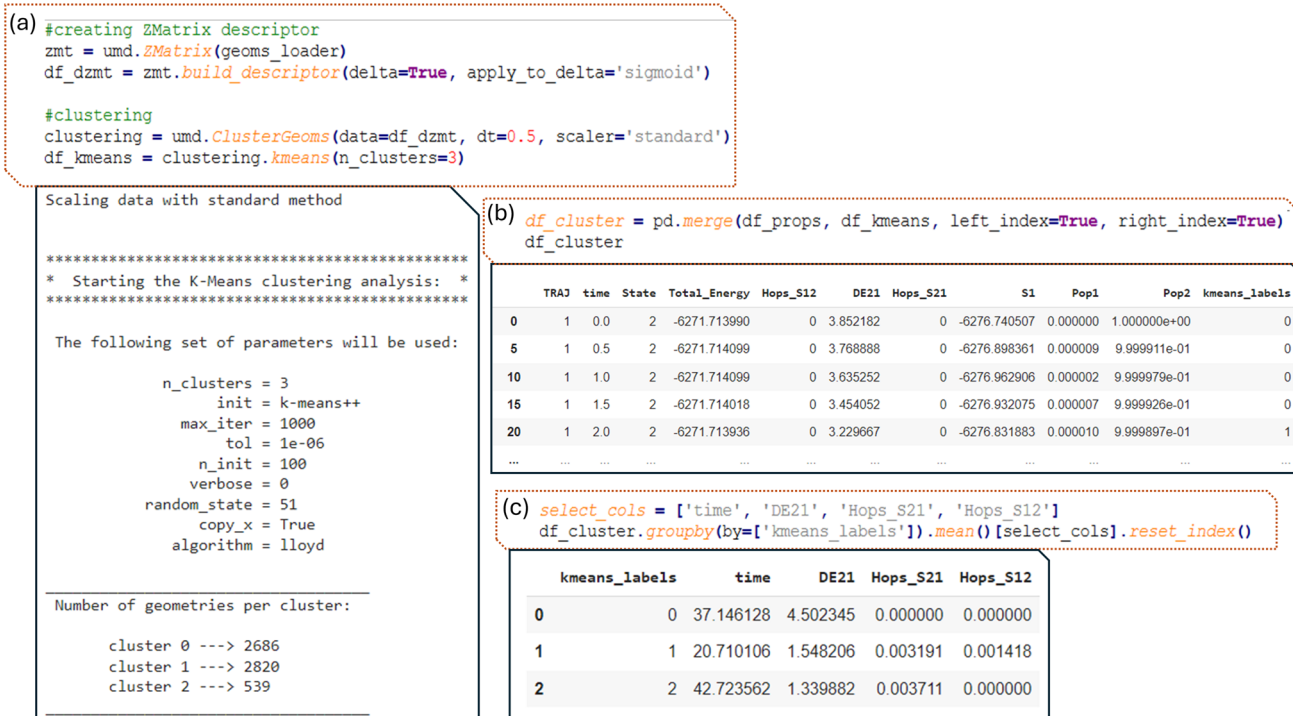 (a)
#creating ZMatrix descriptor
zmt = umd.ZMatrix(geoms_loader)
df_dzmt = zmt.build_descriptor(delta=True, apply_to_delta='sigmoid')
#clustering
clustering = umd.ClusterGeoms(data=df_dzmt, dt=0.5, scaler='standard')
df_kmeans = clustering.kmeans(n_clusters=3)
Scaling data with standard method
***********************************************
* Starting the K-Means clustering analysis: *
***********************************************
The following set of parameters will be used:
n_clusters = 3
init = k-means++
max_iter = 1000
tol = 1e-06
n_init = 100
verbose = 0
random_state = 51
copy_x = True
algorithm = lloyd
Number of geometries per cluster:
cluster 0 ---> 2686
cluster 1 ---> 2820
cluster 2 ---> 539
(b)
df_cluster = pd.merge(df_props, df_kmeans, left_index=True, right_index=True)
df_cluster
TRAJ time State Total_Energy Hops_S12 DE21 Hops_S21 S1 Pop1 Pop2 kmeans_labels
0 1 0.0 2 -6271.713990 0 3.852182 0 -6276.740507 0.000000 1.000000e+00 0
5 1 0.5 2 -6271.714099 0 3.768888 0 -6276.898361 0.000009 9.999911e-01 0
10 1 1.0 2 -6271.714099 0 3.635252 0 -6276.962906 0.000002 9.999979e-01 0
15 1 1.5 2 -6271.714018 0 3.454052 0 -6276.932075 0.000007 9.999926e-01 0
20 1 2.0 2 -6271.713936 0 3.229667 0 -6276.831883 0.000010 9.999897e-01 1
... ... ... ... ... ... ... ... ... ... ... ...
(c)
select_cols = ['time', 'DE21', 'Hops_S21', 'Hops_S12']
df_cluster.groupby(by=['kmeans_labels']).mean()[select_cols].reset_index()
kmeans_labels time DE21 Hops_S21 Hops_S12
0 0 37.146128 4.502345 0.000000 0.000000
1 1 20.710106 1.548206 0.003191 0.001418
2 2 42.723562 1.339882 0.003711 0.000000